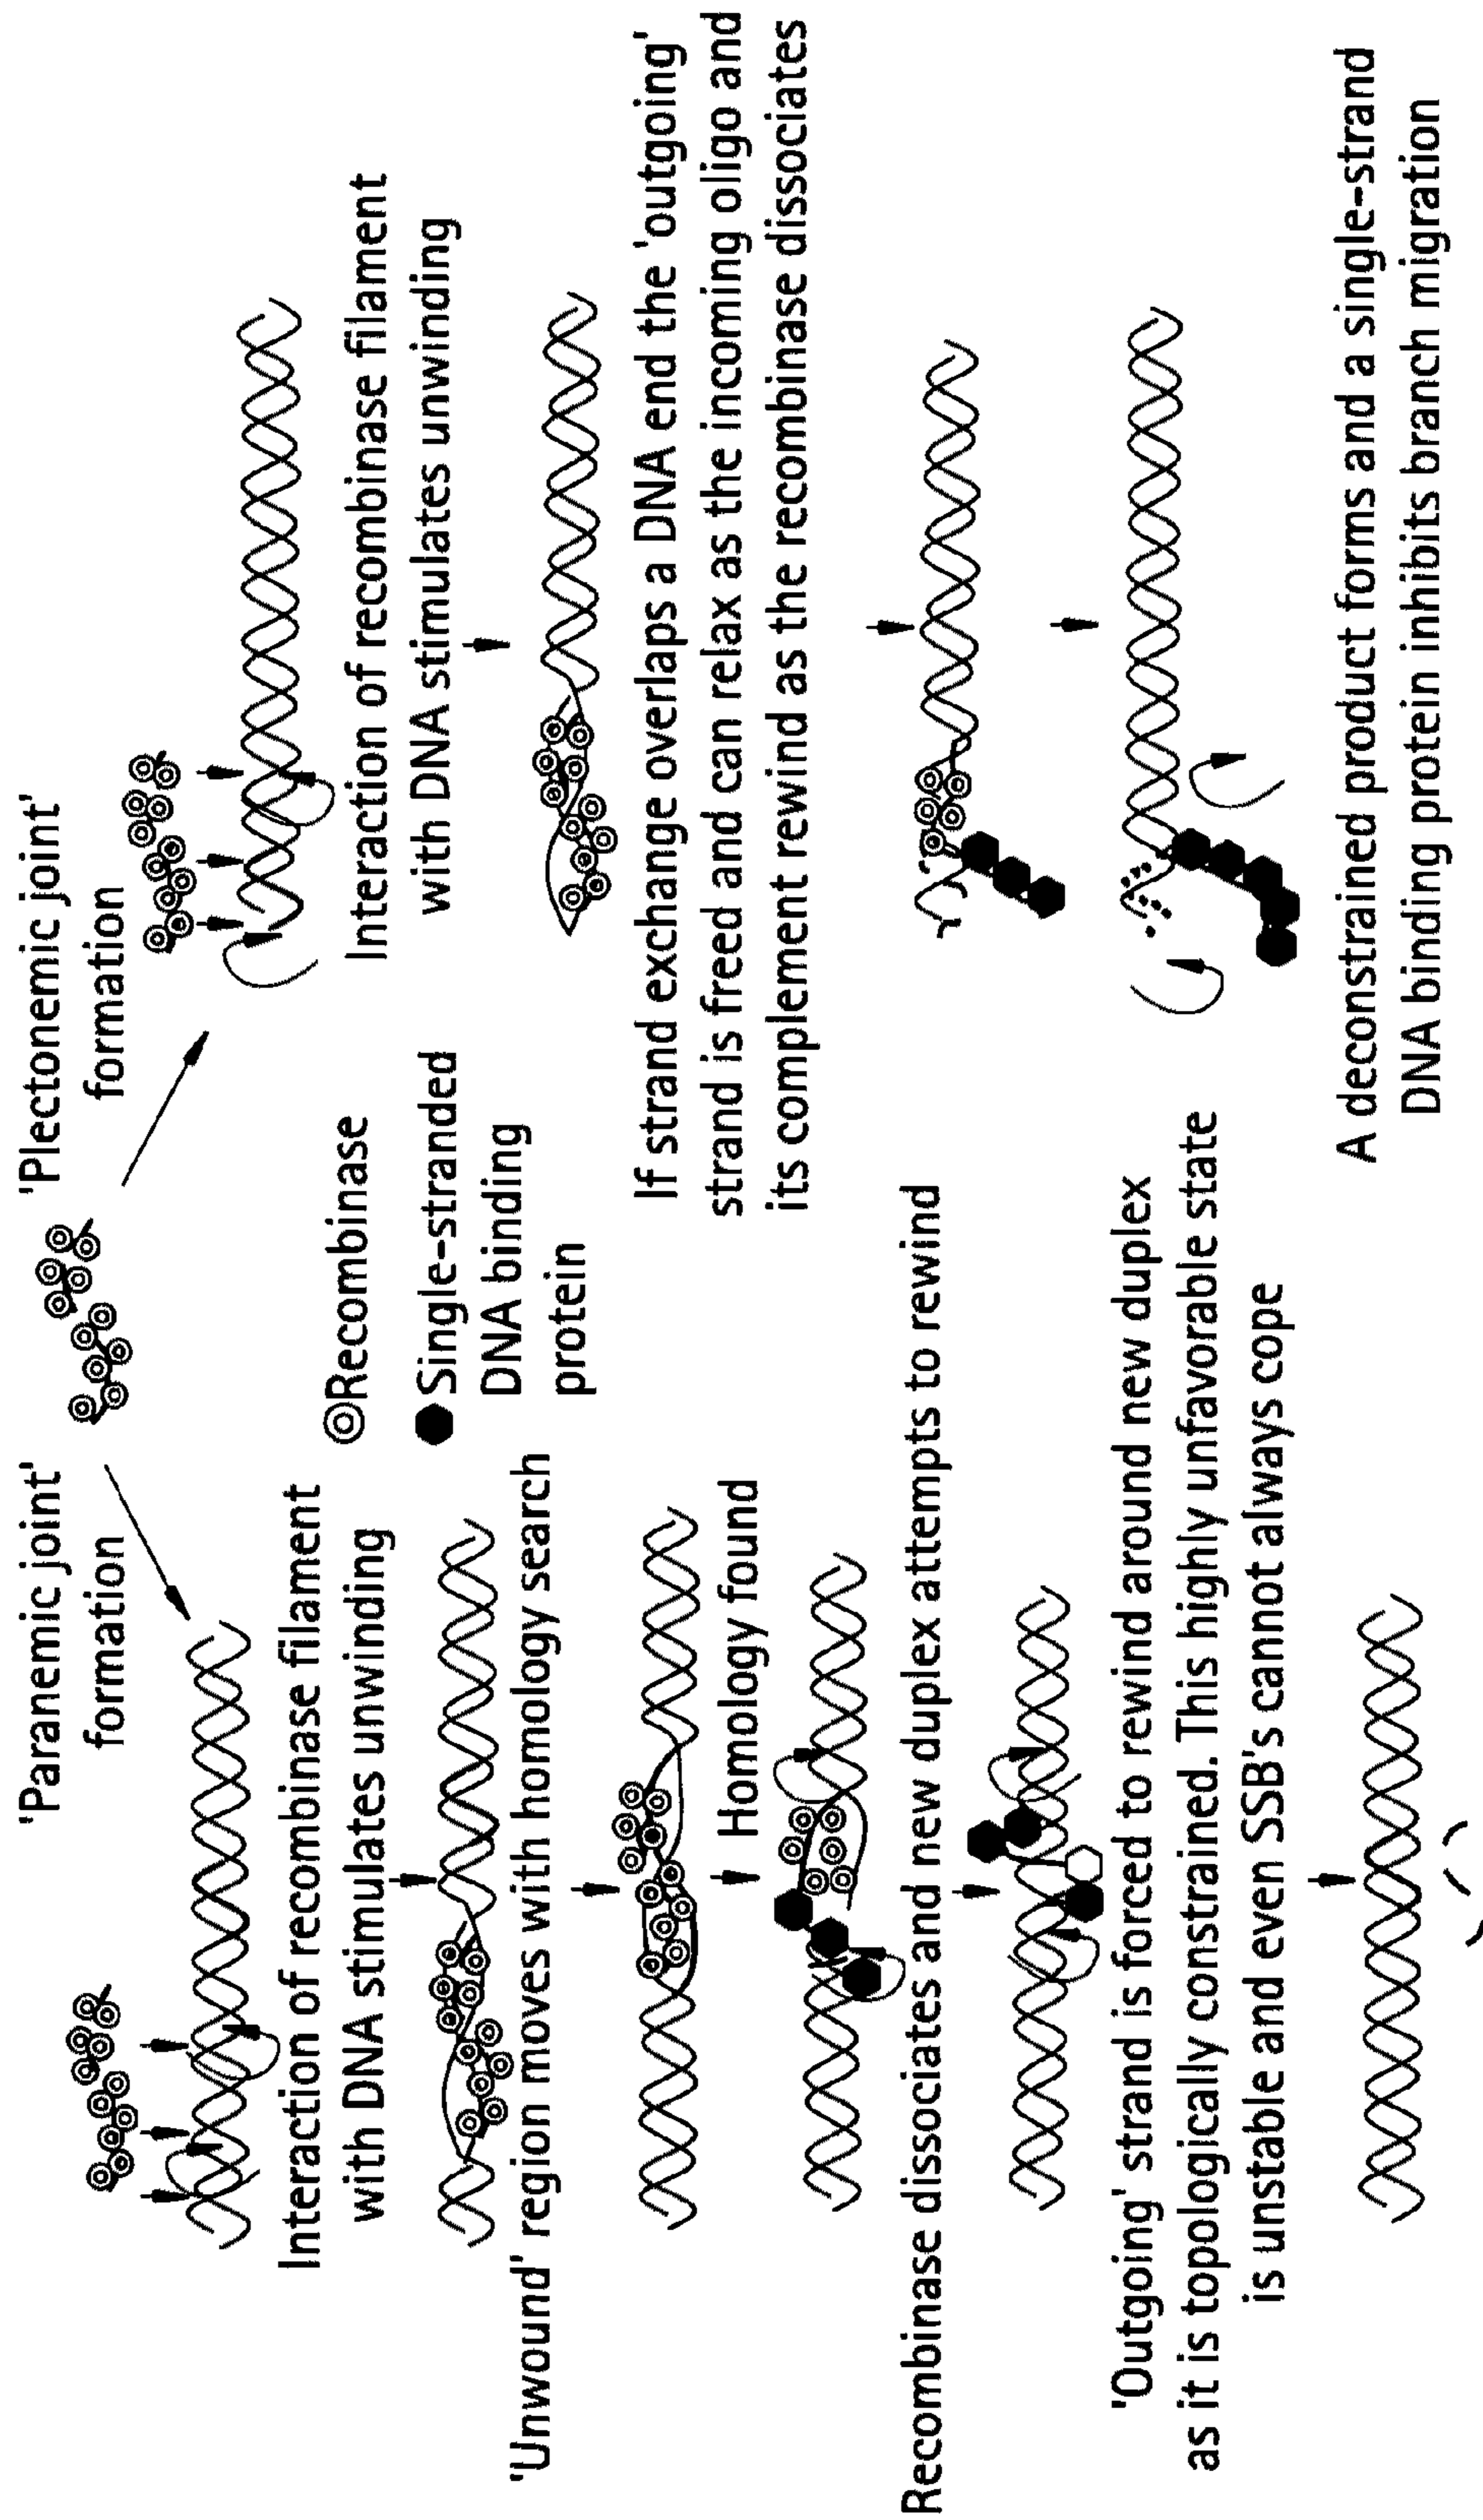 'Paranemic joint'
formation
Interaction of recombinase filament
with DNA stimulates unwinding
'Unwound' region moves with homology search
Homology found
Recombinase dissociates and new duplex attempts to rewind
'Outgoing' strand is forced to rewind around new duplex
as it is topologically constrained. This highly unfavorable state
is unstable and even SSB's cannot always cope
Recombinase
Single-stranded
DNA binding
protein
'Plectonemic joint'
formation
Interaction of recombinase filament
with DNA stimulates unwinding
If strand exchange overlaps a DNA end the 'outgoing'
strand is freed and can relax as the incoming oligo and
its complement rewind as the recombinase dissociates
A deconstrained product forms and a single-strand
DNA binding protein inhibits branch migration